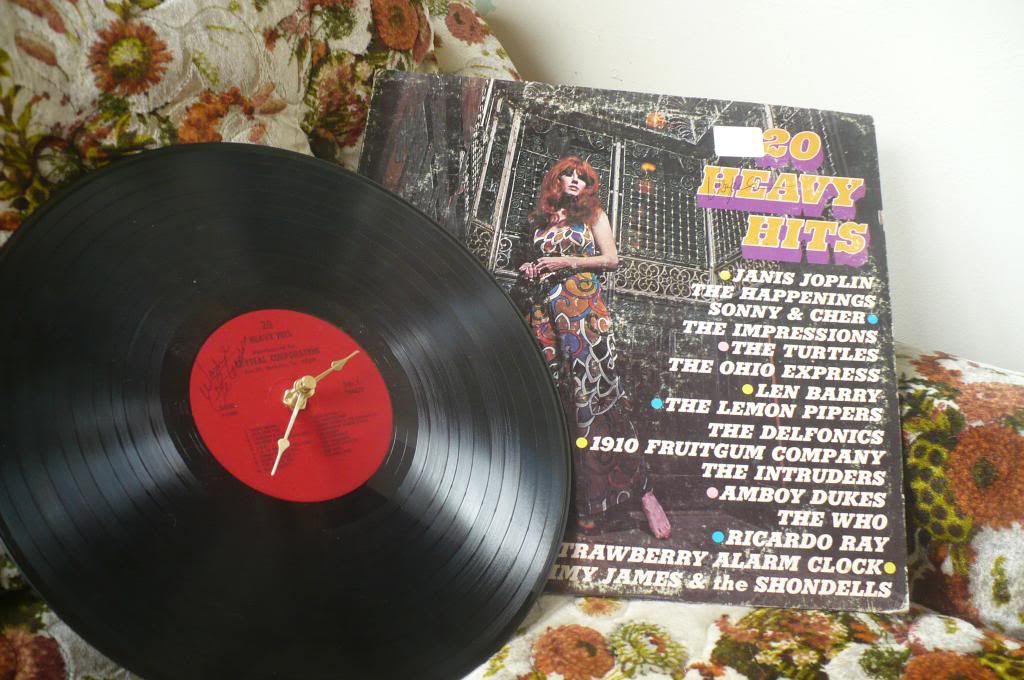 20
HEAVY
HITS
JANIS JOPLIN
THE HAPPENINGS
SONNY & CHER
THE IMPRESSIONS
THE TURTLES
THE OHIO EXPRESS
LEN BARRY
THE LEMON PIPERS
THE DELFONICS
1910 FRUITGUM COMPANY
THE INTRUDERS
AMBOY DUKES
THE WHO
RICARDO RAY
TRAWBERRY ALARM CLOCK
MY JAMES & the SHONDELLS
20
HEAVY HITS
CORPORATION